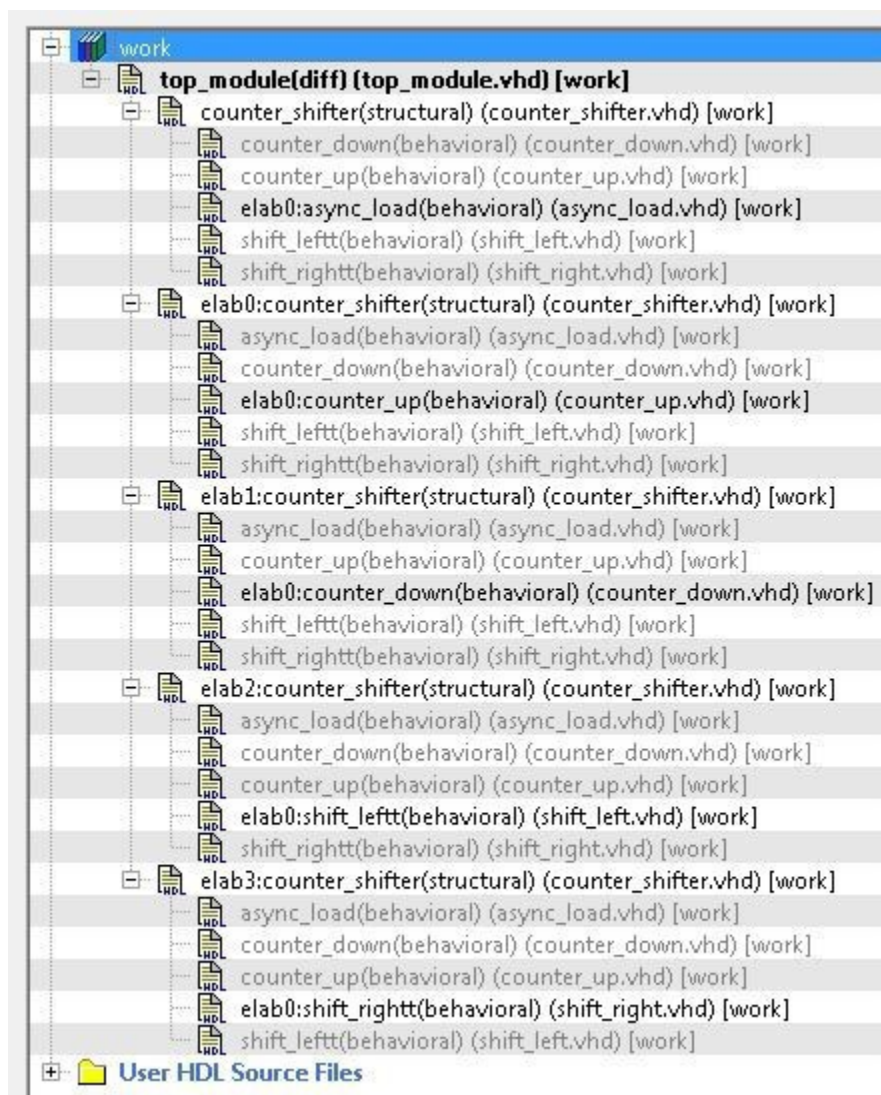 work
top_module(diff) (top_module.vhd) [work]
counter_shifter(structural) (counter_shifter.vhd) [work]
counter_down(behavioral) (counter_down.vhd) [work]
counter_up(behavioral) (counter_up.vhd) [work]
elab0:async_load(behavioral) (async_load.vhd) [work]
shift_leftt(behavioral) (shift_left.vhd) [work]
shift_rightt(behavioral) (shift_right.vhd) [work]
elab0:counter_shifter(structural) (counter_shifter.vhd) [work]
async_load(behavioral) (async_load.vhd) [work]
counter_down(behavioral) (counter_down.vhd) [work]
elab0:counter_up(behavioral) (counter_up.vhd) [work]
shift_leftt(behavioral) (shift_left.vhd) [work]
shift_rightt(behavioral) (shift_right.vhd) [work]
elab1:counter_shifter(structural) (counter_shifter.vhd) [work]
async_load(behavioral) (async_load.vhd) [work]
counter_up(behavioral) (counter_up.vhd) [work]
elab0:counter_down(behavioral) (counter_down.vhd) [work]
shift_leftt(behavioral) (shift_left.vhd) [work]
shift_rightt(behavioral) (shift_right.vhd) [work]
elab2:counter_shifter(structural) (counter_shifter.vhd) [work]
async_load(behavioral) (async_load.vhd) [work]
counter_down(behavioral) (counter_down.vhd) [work]
counter_up(behavioral) (counter_up.vhd) [work]
elab0:shift_leftt(behavioral) (shift_left.vhd) [work]
shift_rightt(behavioral) (shift_right.vhd) [work]
elab3:counter_shifter(structural) (counter_shifter.vhd) [work]
async_load(behavioral) (async_load.vhd) [work]
counter_down(behavioral) (counter_down.vhd) [work]
counter_up(behavioral) (counter_up.vhd) [work]
elab0:shift_rightt(behavioral) (shift_right.vhd) [work]
shift_leftt(behavioral) (shift_left.vhd) [work]
User HDL Source Files